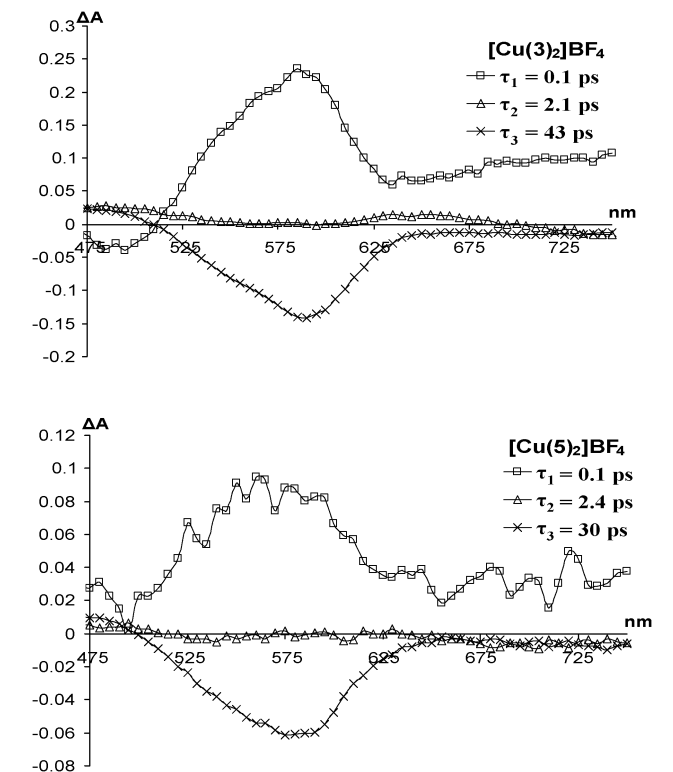 0.3 ΔA
0.25
[Cu(3)₂]BF₄
τ₁ = 0.1 ps
0.2
τ₂ = 2.1 ps
0.15
τ₃ = 43 ps
0.1
0.05
nm
0
475 525 575 625 675 725
-0.05
-0.1
-0.15
-0.2
ΔA
0.12
[Cu(5)₂]BF₄
0.1
τ₁ = 0.1 ps
τ₂ = 2.4 ps
0.08
τ₃ = 30 ps
0.06
0.04
0.02
nm
0
475 525 575 625 675 725
-0.02
-0.04
-0.06
-0.08